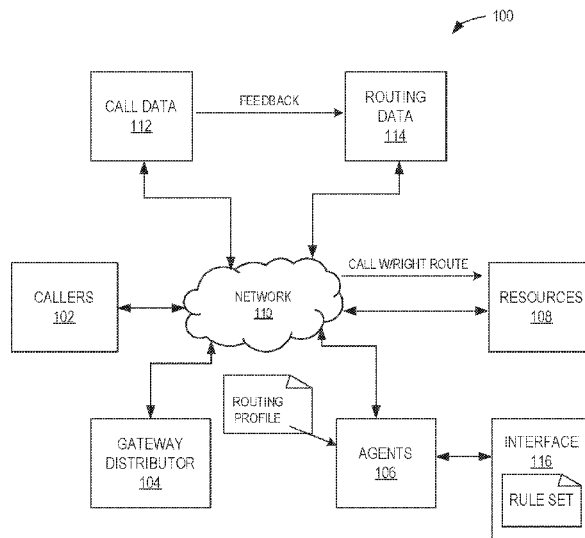 100
CALL DATA
112
FEEDBACK
ROUTING
DATA
114
CALLERS
102
NETWORK
110
CALL W/RIGHT ROUTE
RESOURCES
108
GATEWAY
DISTRIBUTOR
104
ROUTING
PROFILE
AGENTS
106
INTERFACE
116
RULE SET